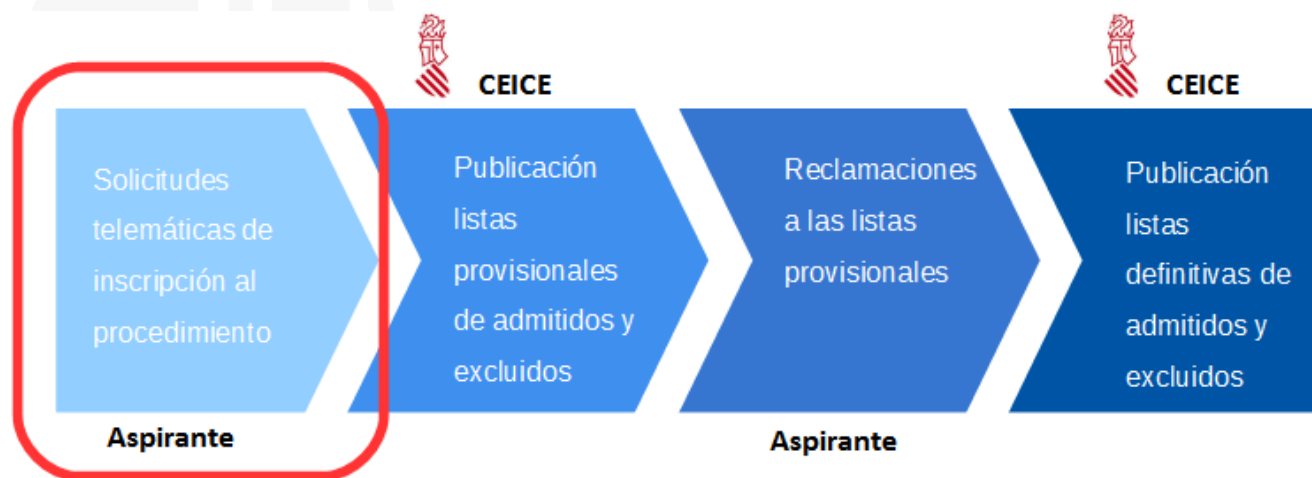 Solicitudes
telemáticas de
inscripción al
procedimiento
Aspirante
CEICE
Publicación
listas
provisionales
de admitidos y
excluidos
Reclamaciones
a las listas
provisionales
Aspirante
CEICE
Publicación
listas
definitivas de
admitidos y
excluidos